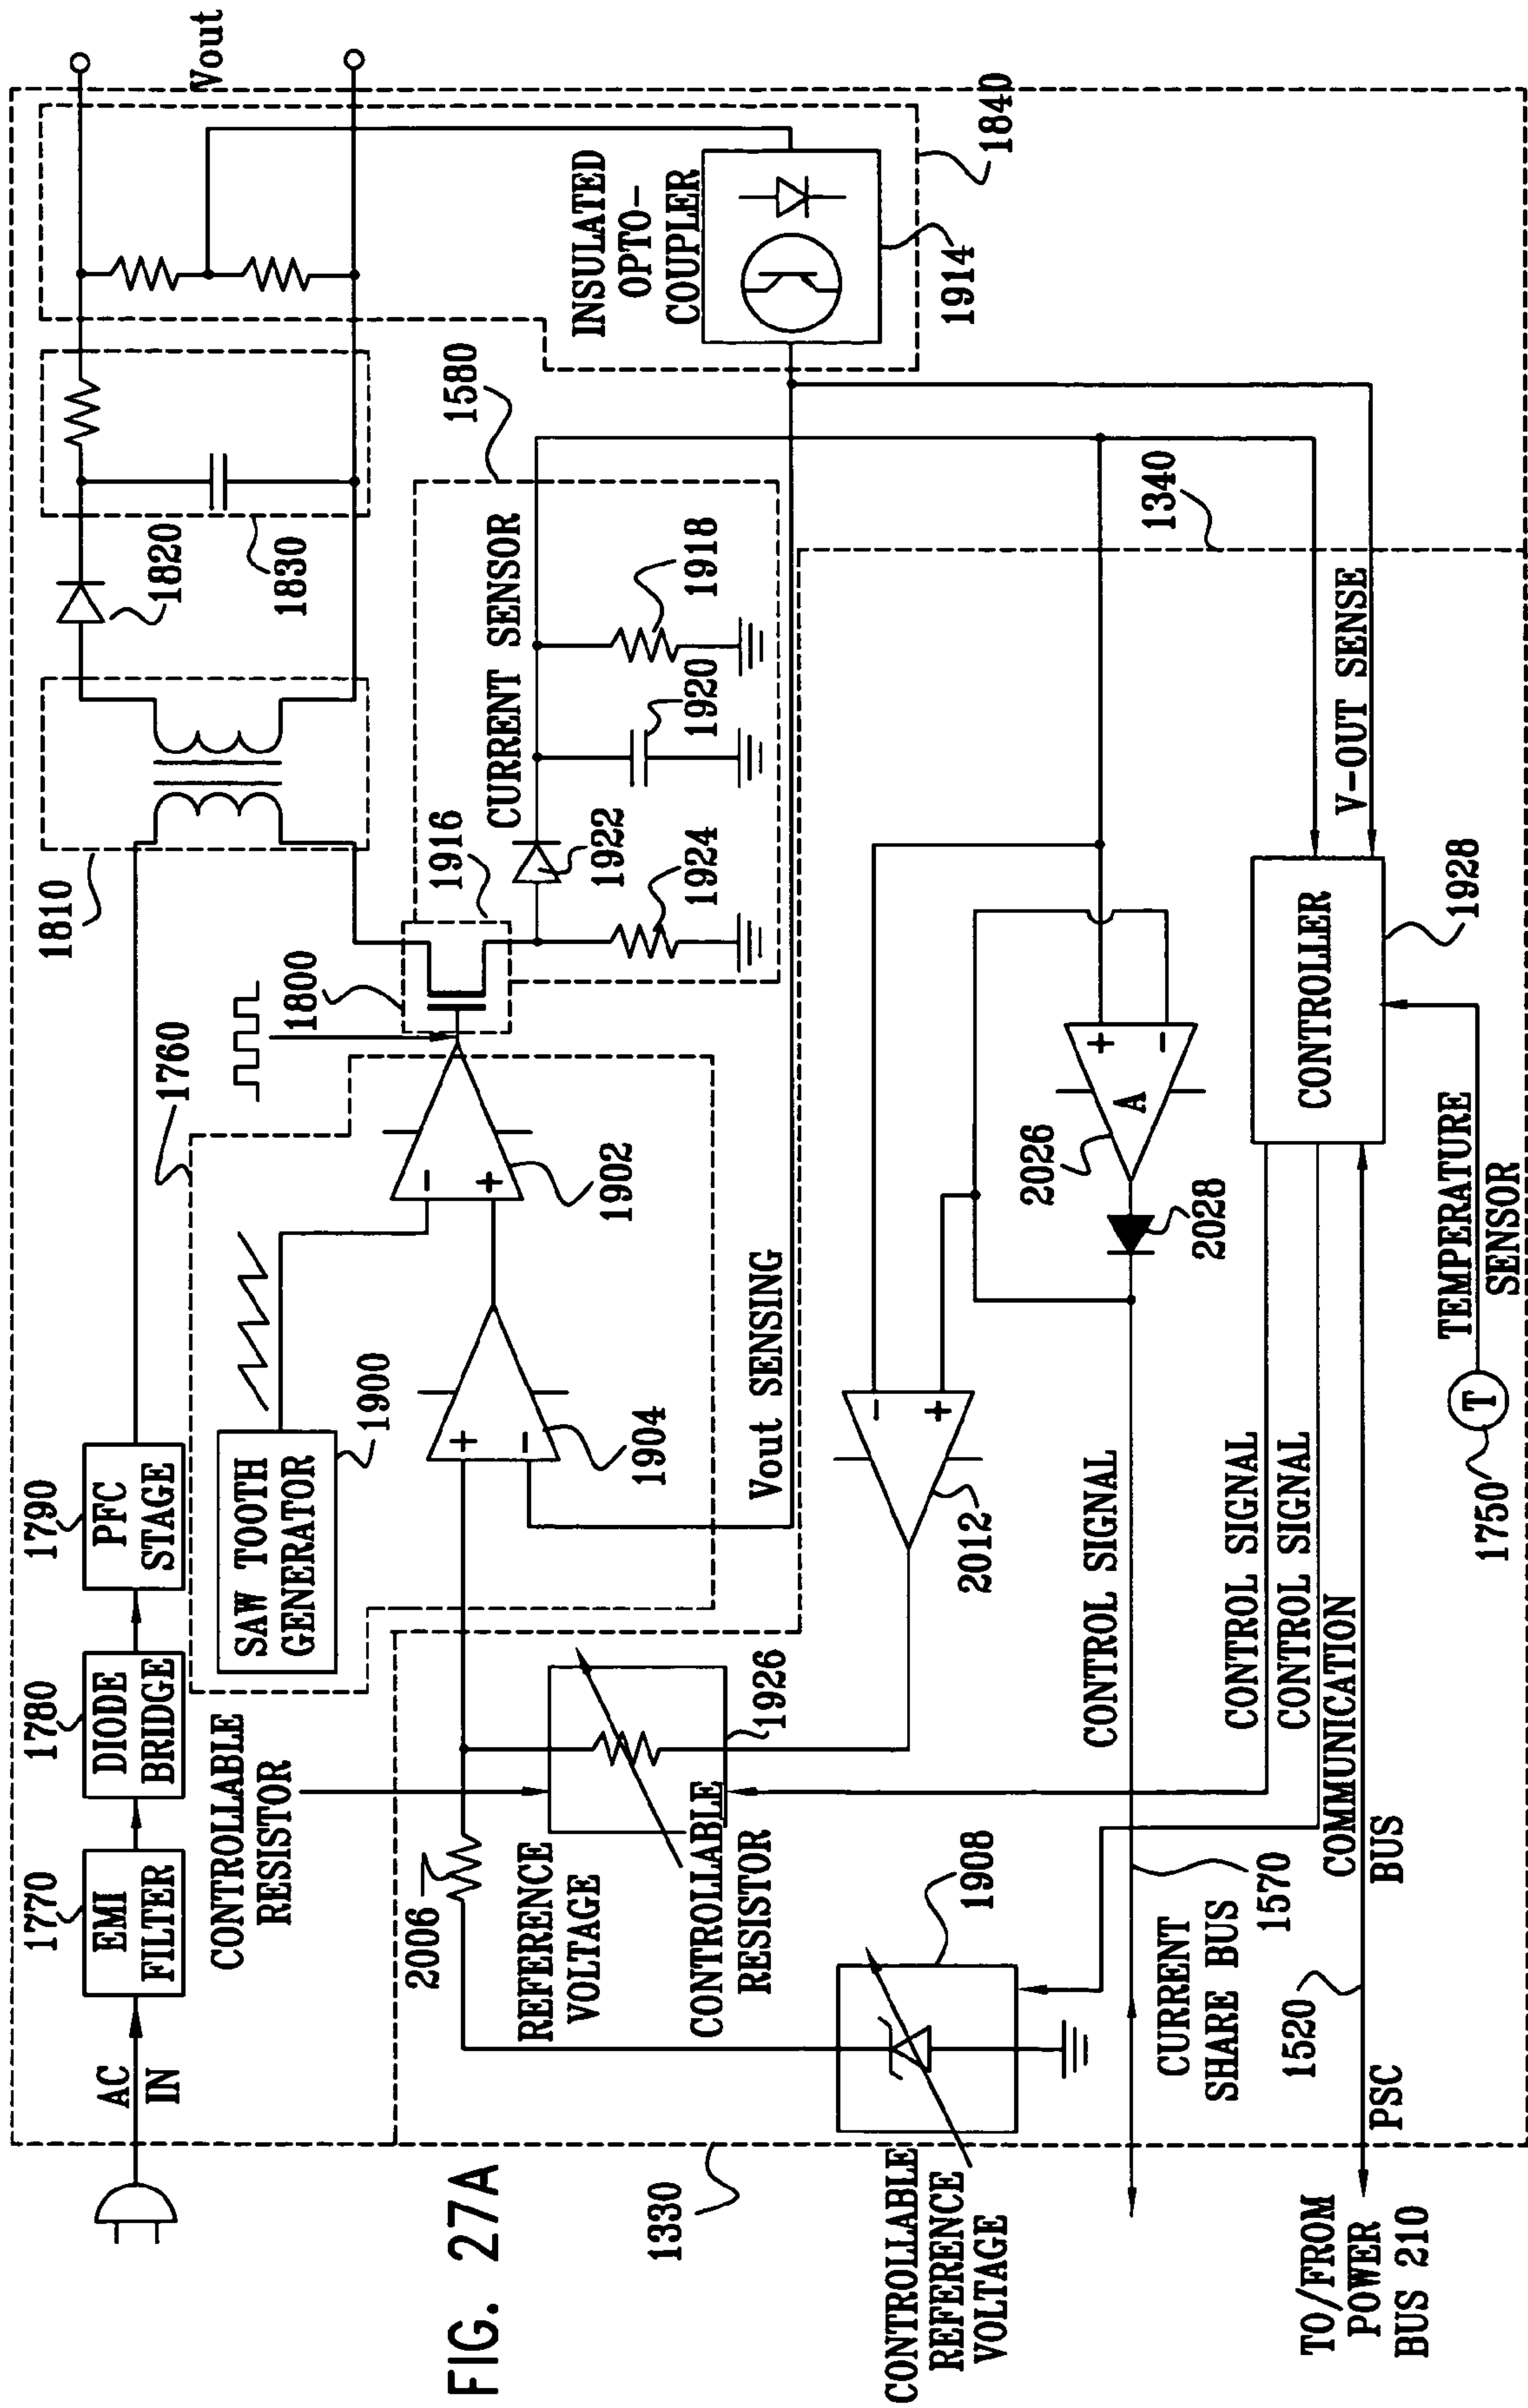 FIG. 27A
AC
IN
1770
EMI
FILTER
1780
DIODE
BRIDGE
1790
PFC
STAGE
1810
1820
1830
Vout
1760
SAW TOOTH
GENERATOR
1900
-
+
1902
+
-
1904
1800
1916
CURRENT SENSOR
1580
1922
1924
1920
1918
INSULATED
OPTO-
COUPLER
1914
1840
Vout SENSING
CONTROLLABLE
RESISTOR
2006
REFERENCE
VOLTAGE
CONTROLLABLE
RESISTOR
1926
1330
CONTROLLABLE
REFERENCE
VOLTAGE
1908
-
+
2012
A
+
-
2026
2028
1340
CONTROL SIGNAL
CURRENT
SHARE BUS
1570
CONTROL SIGNAL
CONTROL SIGNAL
COMMUNICATION
BUS
CONTROLLER
1928
V-OUT SENSE
TEMPERATURE
SENSOR
T
1750
1520
PSC
TO/FROM
POWER
BUS 210